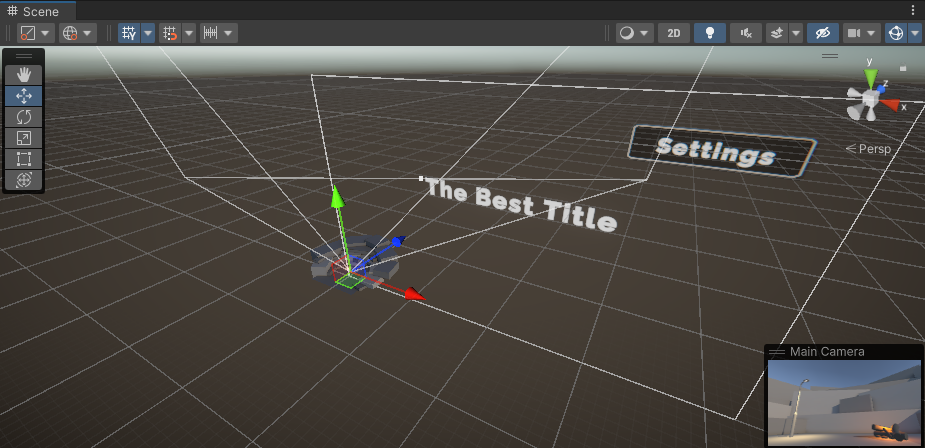 Scene
2D
y
z
x
Persp
Settings
The Best Title
Main Camera